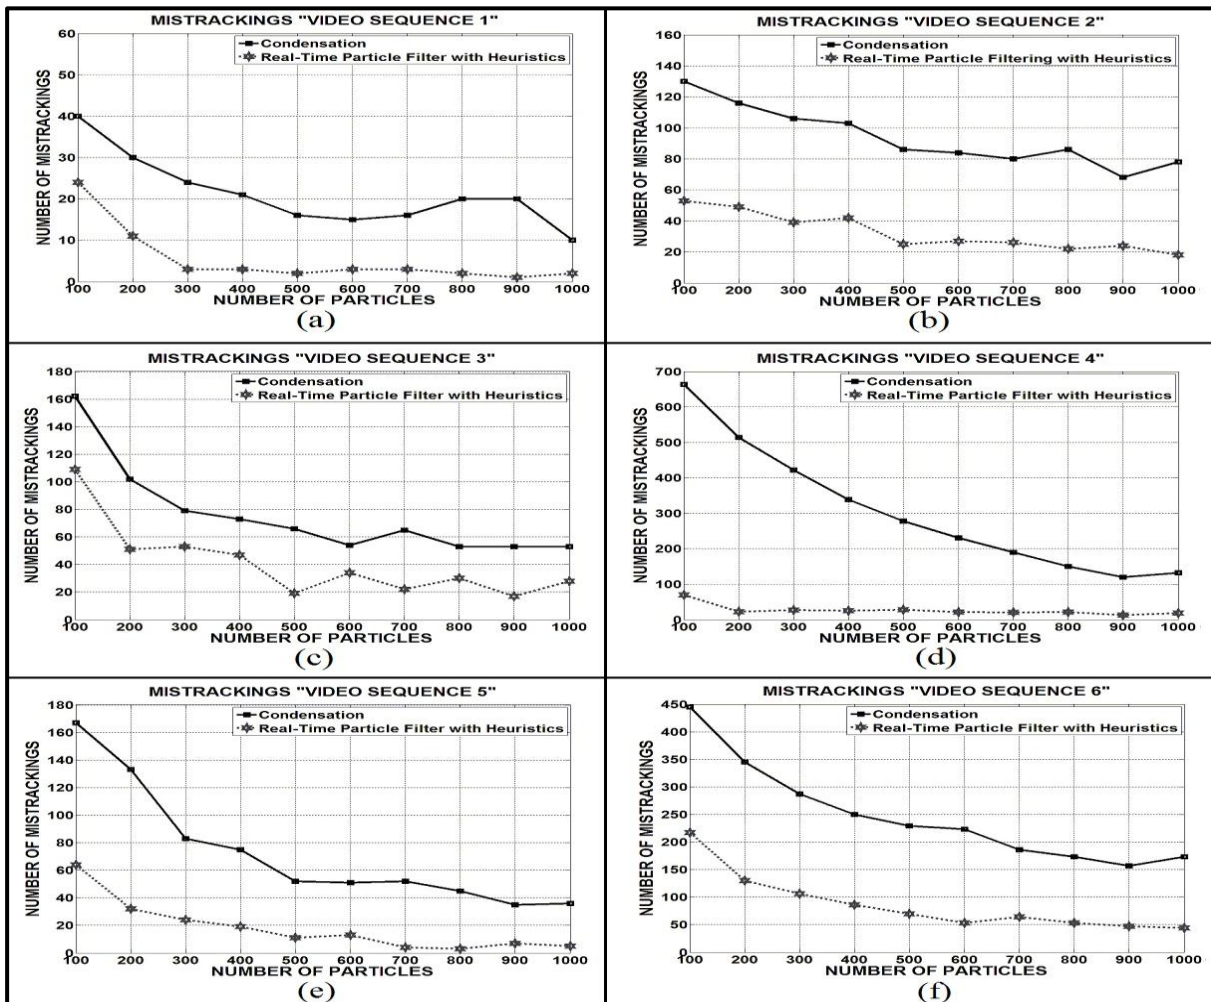 MISTRACKINGS "VIDEO SEQUENCE 1"
Condensation
Real-Time Particle Filter with Heuristics
NUMBER OF MISTRACKINGS
60
50
40
30
20
10
0
100 200 300 400 500 600 700 800 900 1000
NUMBER OF PARTICLES
(a)
MISTRACKINGS "VIDEO SEQUENCE 2"
Condensation
Real-Time Particle Filtering with Heuristics
NUMBER OF MISTRACKINGS
160
140
120
100
80
60
40
20
0
100 200 300 400 500 600 700 800 900 1000
NUMBER OF PARTICLES
(b)
MISTRACKINGS "VIDEO SEQUENCE 3"
Condensation
Real-Time Particle Filter with Heuristics
NUMBER OF MISTRACKINGS
180
160
140
120
100
80
60
40
20
0
100 200 300 400 500 600 700 800 900 1000
NUMBER OF PARTICLES
(c)
MISTRACKINGS "VIDEO SEQUENCE 4"
Condensation
Real-Time Particle Filter with Heuristics
NUMBER OF MISTRACKINGS
700
600
500
400
300
200
100
0
100 200 300 400 500 600 700 800 900 1000
NUMBER OF PARTICLES
(d)
MISTRACKINGS "VIDEO SEQUENCE 5"
Condensation
Real-Time Particle Filter with Heuristics
NUMBER OF MISTRACKINGS
180
160
140
120
100
80
60
40
20
0
100 200 300 400 500 600 700 800 900 1000
NUMBER OF PARTICLES
(e)
MISTRACKINGS "VIDEO SEQUENCE 6"
Condensation
Real-Time Particle Filter with Heuristics
NUMBER OF MISTRACKINGS
450
400
350
300
250
200
150
100
50
0
100 200 300 400 500 600 700 800 900 1000
NUMBER OF PARTICLES
(f)